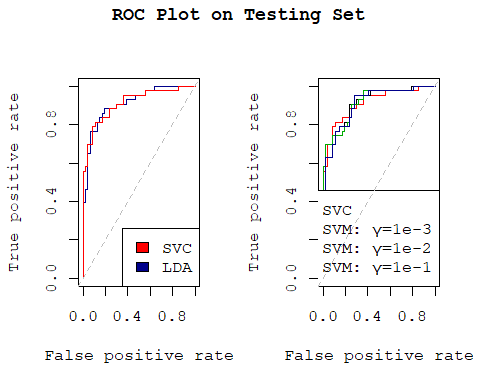 ROC Plot on Testing Set
True positive rate
0.0 0.4 0.8
SVC
LDA
0.0 0.4 0.8
False positive rate
True positive rate
0.0 0.4 0.8
SVC
SVM: γ=1e-3
SVM: γ=1e-2
SVM: γ=1e-1
0.0 0.4 0.8
False positive rate